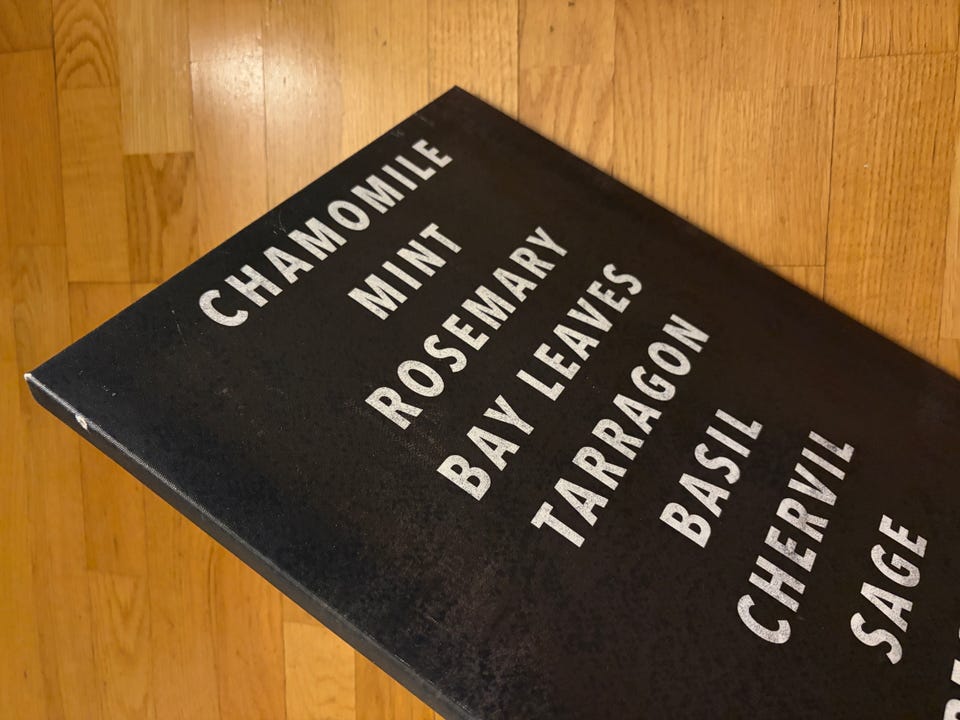 CHAMOMILE
MINT
ROSEMARY
BAY LEAVES
TARRAGON
BASIL
CHERVIL
SAGE